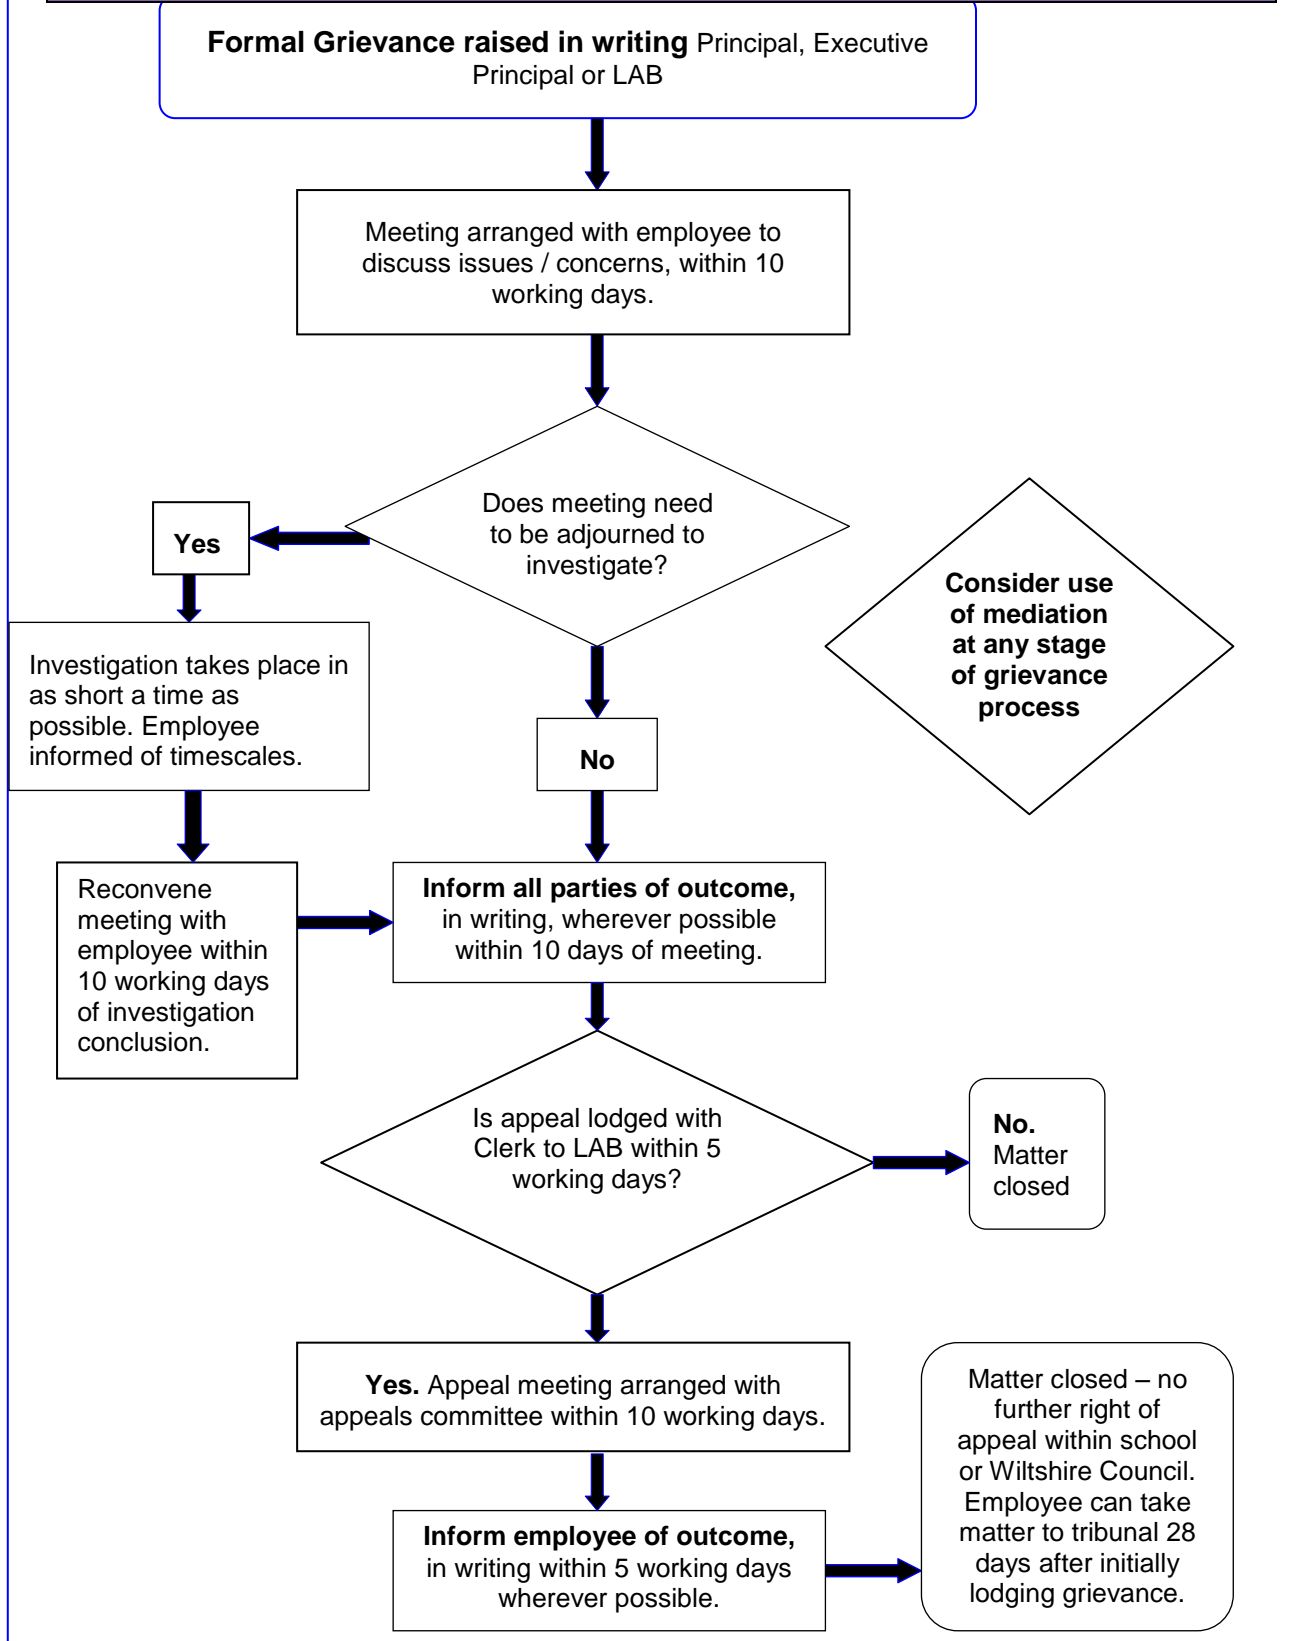 Formal Grievance raised in writing Principal, Executive
Principal or LAB
Meeting arranged with employee to
discuss issues / concerns, within 10
working days.
Does meeting need
to be adjourned to
investigate?
Yes
Consider use
of mediation
at any stage
of grievance
process
Investigation takes place in
as short a time as
possible. Employee
informed of timescales.
No
Reconvene
meeting with
employee within
10 working days
of investigation
conclusion.
Inform all parties of outcome,
in writing, wherever possible
within 10 days of meeting.
Is appeal lodged with
Clerk to LAB within 5
working days?
No.
Matter
closed
Yes. Appeal meeting arranged with
appeals committee within 10 working days.
Matter closed – no
further right of
appeal within school
or Wiltshire Council.
Employee can take
matter to tribunal 28
days after initially
lodging grievance.
Inform employee of outcome,
in writing within 5 working days
wherever possible.